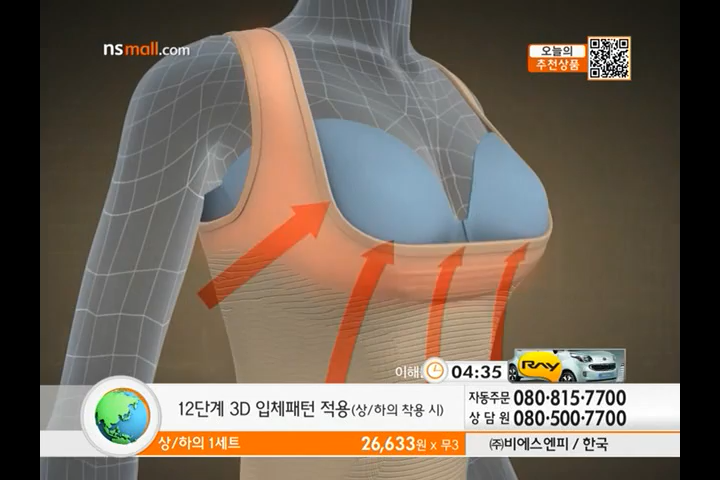 nsmall.com
오늘의
추천상품
이해
04:35
RAY
12단계 3D 입체패턴 적용(상/하의 착용 시)
자동주문 080·815·7700
상담원 080·500·7700
상/하의 1세트
26,633원 x 무3
㈜비에스엔피 / 한국